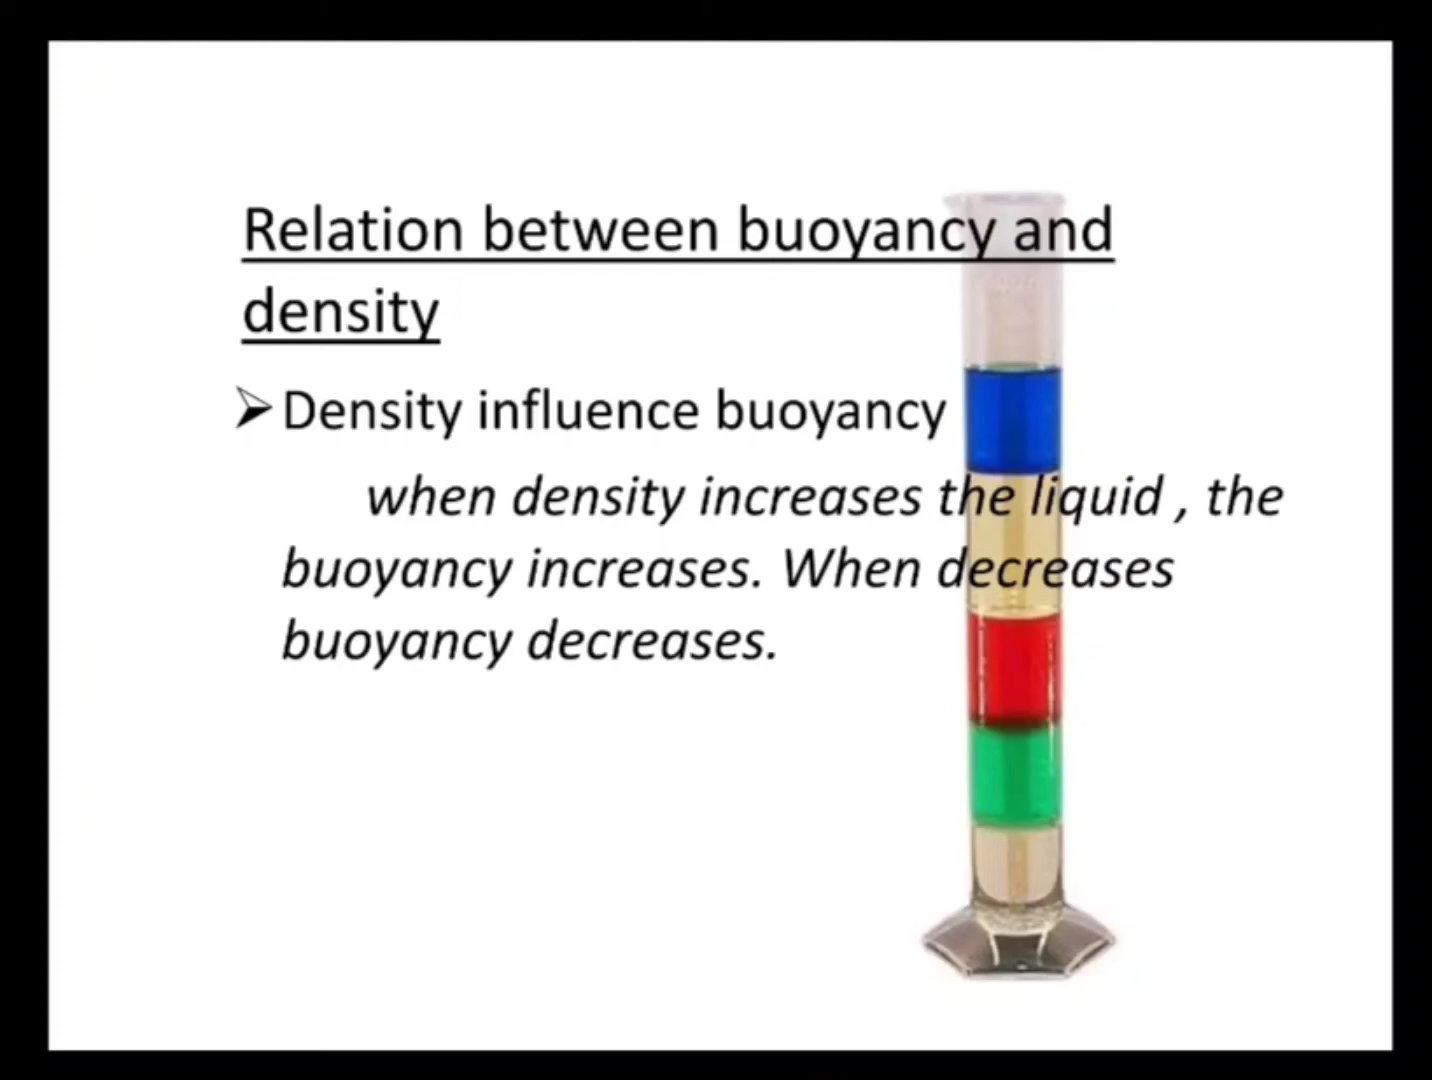 Relation between buoyancy and
density
Density influence buoyancy
when density increases the liquid , the
buoyancy increases. When decreases
buoyancy decreases.